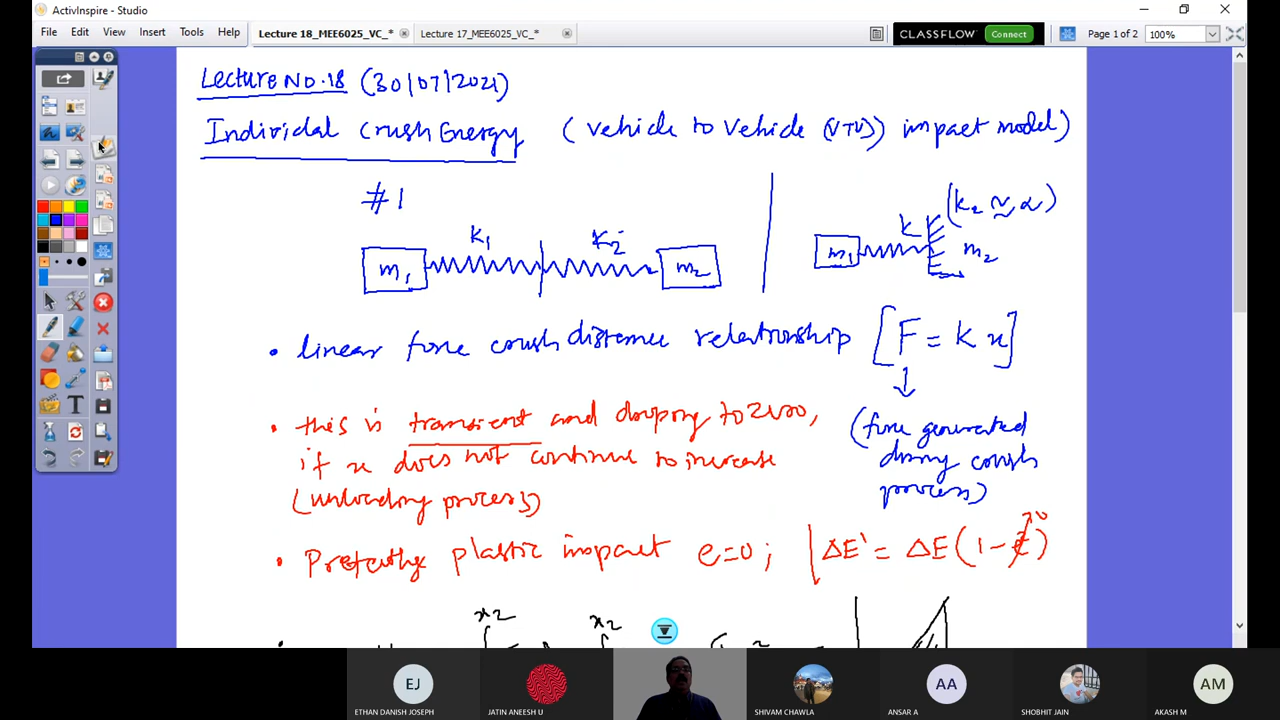 ActivInspire - Studio
File Edit View Insert Tools Help
Lecture 18_MEE6025_VC_* Lecture 17_MEE6025_VC_*
CLASSFLOW Connect
Page 1 of 2 100%
Lecture No.18 (30/07/2021)
Individal Crush Energy (Vehicle to Vehicle (VTV)) impact model)
#1
k1 k2 k (k2 ≈ ∝)
m1 m2 m1 m2
• linear force crush distance relationship [F = k x]
• this is transient and dropping to zero,
if x does not continue to increase
(unloading process)
(force generated
during crush
process)
• Prefectly plastic impact e=0; ΔE' = ΔE(1-e²)
x2 x2
ETHAN DANISH JOSEPH
JATIN ANEESH U
SHIVAM CHAWLA
ANSAR A
SHOBHIT JAIN
AKASH M
EJ AA AM